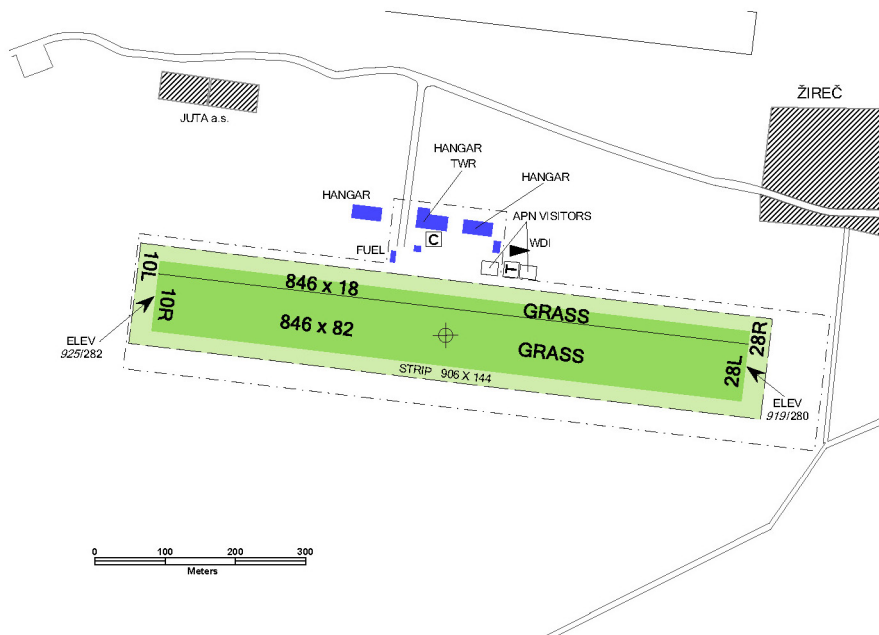 ŽIREČ
JUTA a.s.
HANGAR
TWR
HANGAR
HANGAR
APN VISITORS
C
WDI
FUEL
T
10L
846 x 18
GRASS
28R
10R
846 x 82
GRASS
28L
ELEV
925/282
STRIP 906 X 144
ELEV
919/280
0 100 200 300
Meters